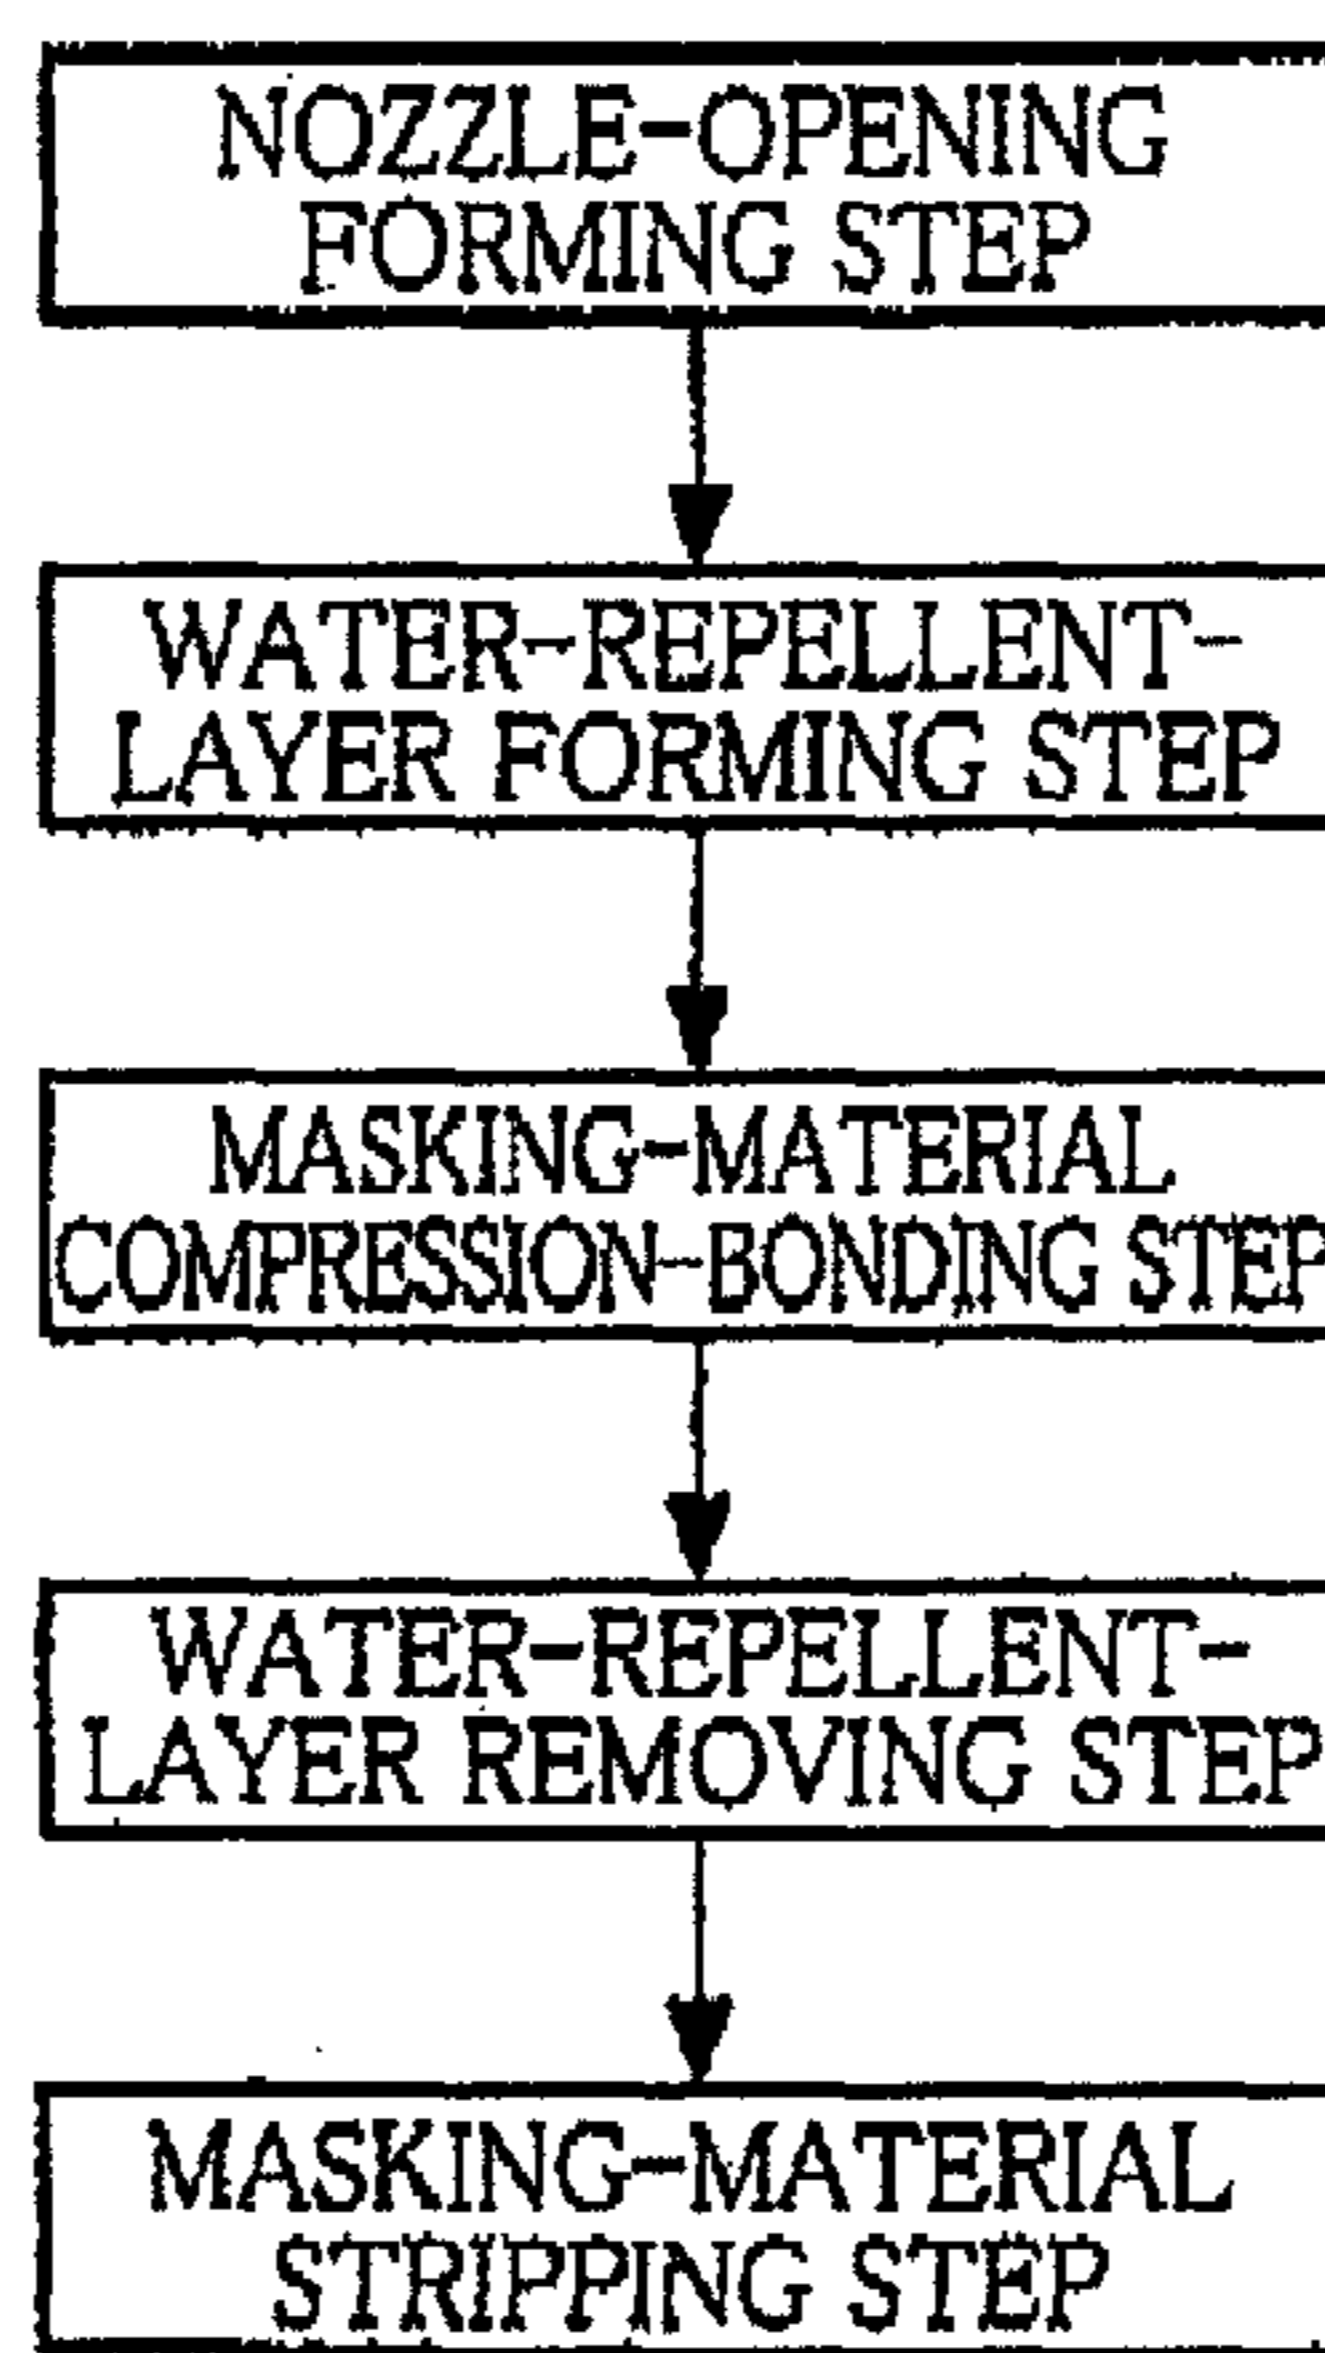 NOZZLE-OPENING
FORMING STEP
WATER-REPELLENT-
LAYER FORMING STEP
MASKING-MATERIAL
COMPRESSION-BONDING STEP
WATER-REPELLENT-
LAYER REMOVING STEP
MASKING-MATERIAL
STRIPPING STEP